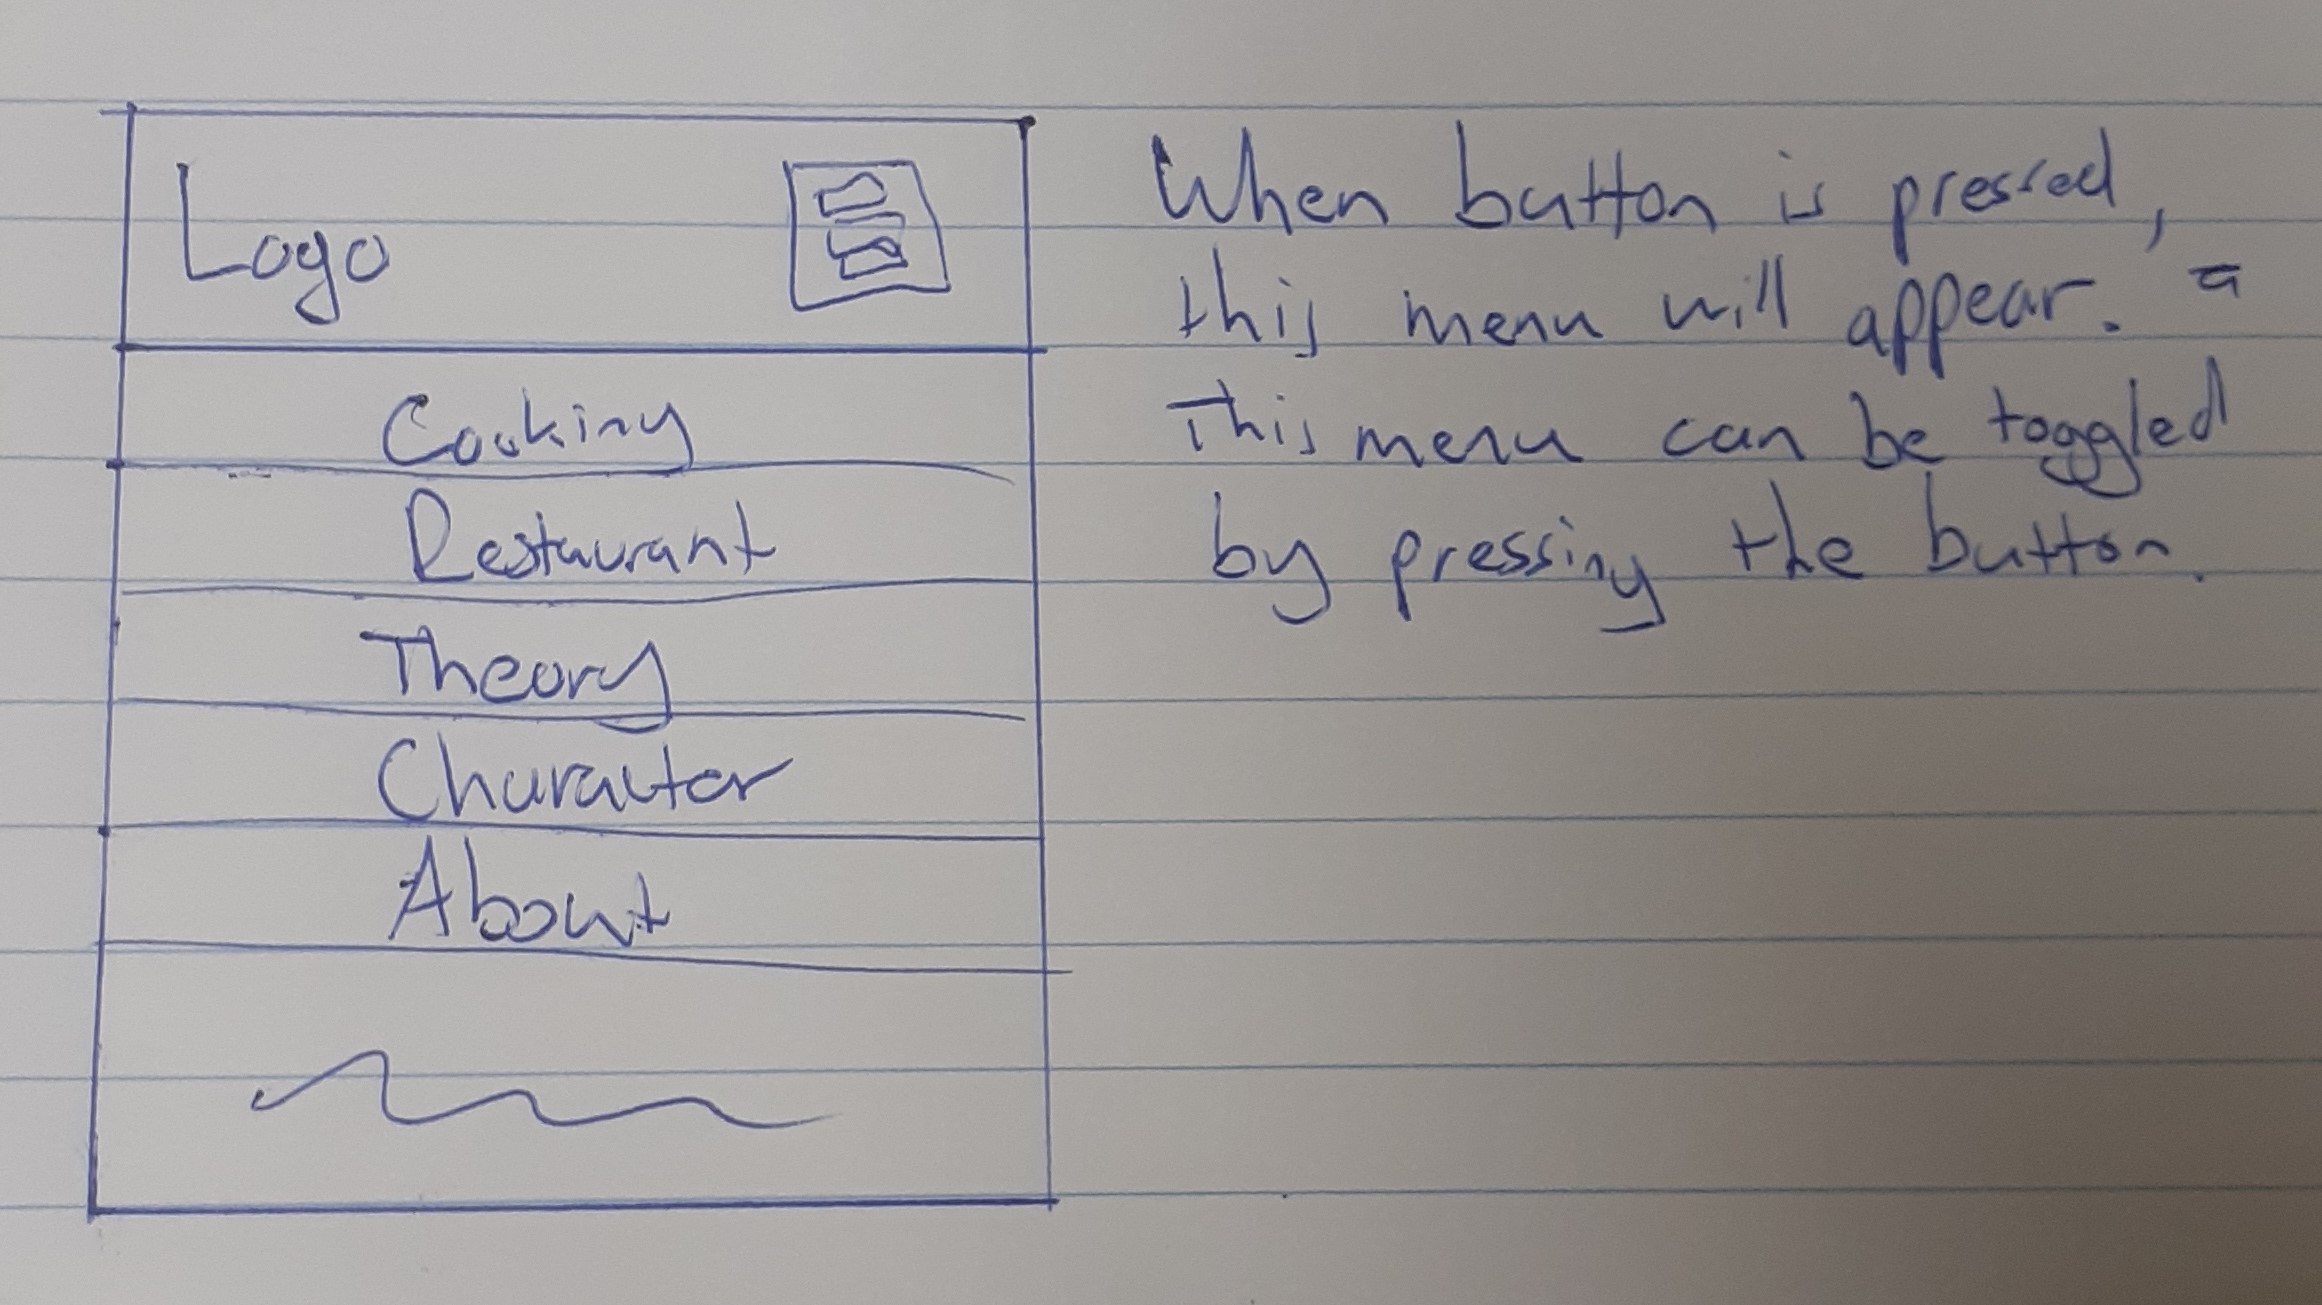 Logo
Cooking
Restaurant
Theory
Character
About
When button is pressed,
this menu will appear.
This menu can be toggled
by pressing the button.